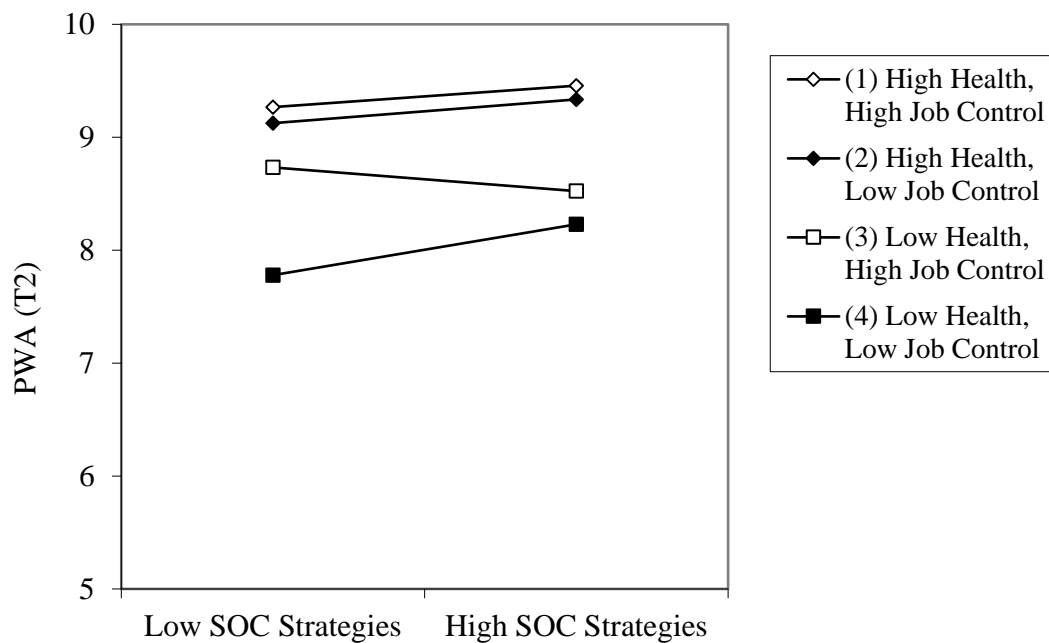 10
9
8
7
6
5
PWA (T2)
Low SOC Strategies
High SOC Strategies
(1) High Health,
High Job Control
(2) High Health,
Low Job Control
(3) Low Health,
High Job Control
(4) Low Health,
Low Job Control